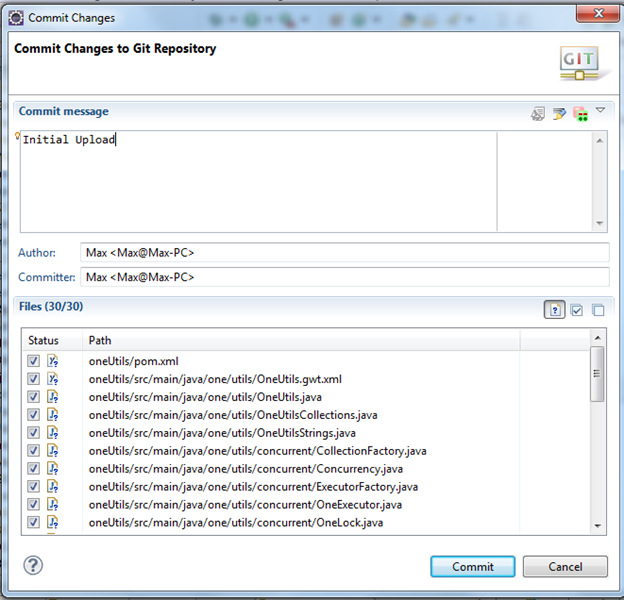 Commit Changes
Commit Changes to Git Repository
GIT
Commit message
Initial Upload
Author: Max <Max@Max-PC>
Committer: Max <Max@Max-PC>
Files (30/30)
Status Path
oneUtils/pom.xml
oneUtils/src/main/java/one/utils/OneUtils.gwt.xml
oneUtils/src/main/java/one/utils/OneUtils.java
oneUtils/src/main/java/one/utils/OneUtilsCollections.java
oneUtils/src/main/java/one/utils/OneUtilsStrings.java
oneUtils/src/main/java/one/utils/concurrent/CollectionFactory.java
oneUtils/src/main/java/one/utils/concurrent/Concurrency.java
oneUtils/src/main/java/one/utils/concurrent/ExecutorFactory.java
oneUtils/src/main/java/one/utils/concurrent/OneExecutor.java
oneUtils/src/main/java/one/utils/concurrent/OneLock.java
Commit Cancel